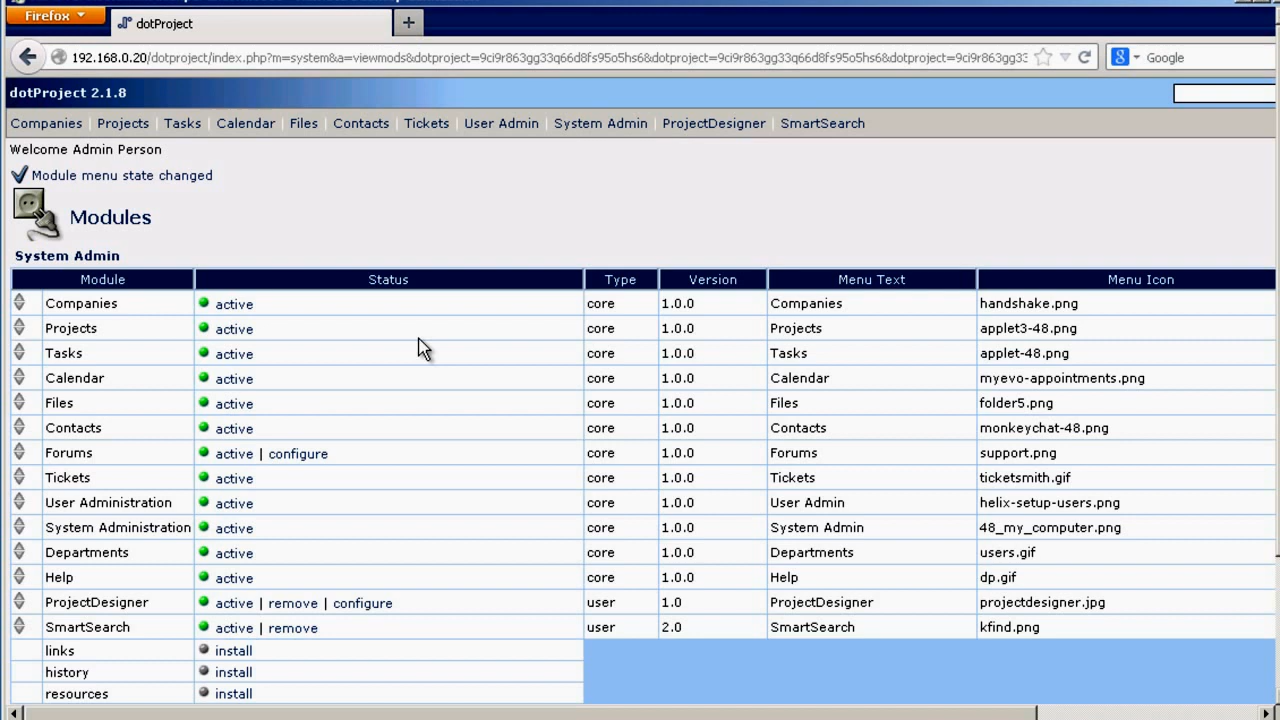 Firefox
dotProject
192.168.0.20/dotproject/index.php?m=system&a=viewmods&dotproject=9ci9r863gg33q66d8fs95o5hs6&dotproject=9ci9r863gg33q66d8fs95o5hs6&dotproject=9ci9r863gg33 Google
dotProject 2.1.8
Companies | Projects | Tasks | Calendar | Files | Contacts | Tickets | User Admin | System Admin | ProjectDesigner | SmartSearch
Welcome Admin Person
Module menu state changed
Modules
System Admin
Module Status Type Version Menu Text Menu Icon
Companies active core 1.0.0 Companies handshake.png
Projects active core 1.0.0 Projects applet3-48.png
Tasks active core 1.0.0 Tasks applet-48.png
Calendar active core 1.0.0 Calendar myevo-appointments.png
Files active core 1.0.0 Files folder5.png
Contacts active core 1.0.0 Contacts monkeychat-48.png
Forums active | configure core 1.0.0 Forums support.png
Tickets active core 1.0.0 Tickets ticketsmith.gif
User Administration active core 1.0.0 User Admin helix-setup-users.png
System Administration active core 1.0.0 System Admin 48_my_computer.png
Departments active core 1.0.0 Departments users.gif
Help active core 1.0.0 Help dp.gif
ProjectDesigner active | remove | configure user 1.0 ProjectDesigner projectdesigner.jpg
SmartSearch active | remove user 2.0 SmartSearch kfind.png
links install
history install
resources install